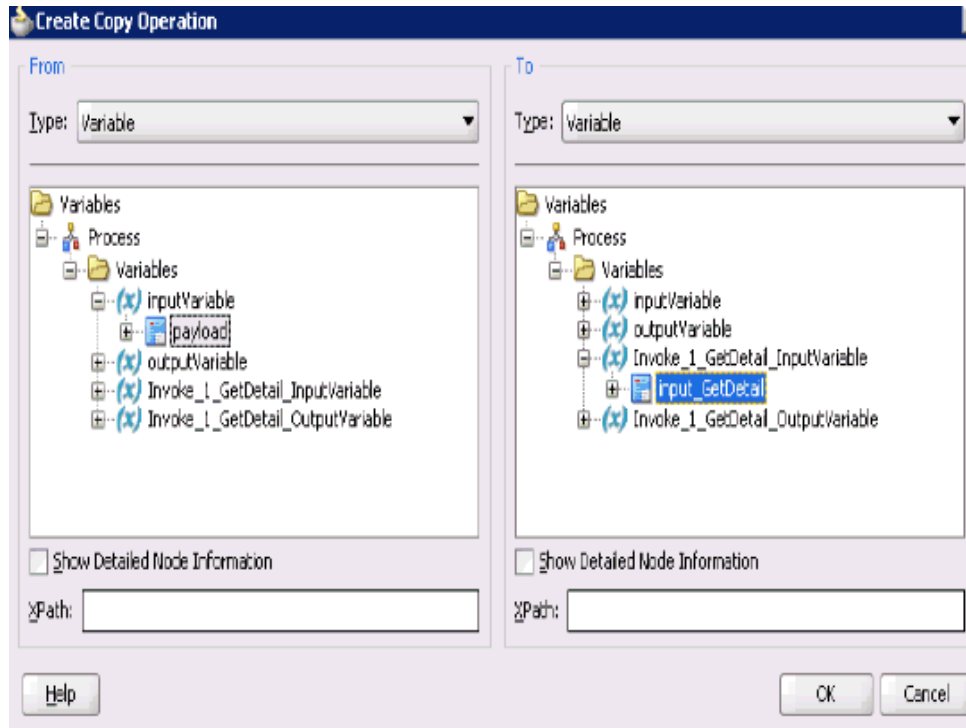 Create Copy Operation
From
Type: Variable
Variables
Process
Variables
inputVariable
payload
outputVariable
Invoke_1_GetDetail_InputVariable
Invoke_1_GetDetail_OutputVariable
Show Detailed Node Information
XPath:
To
Type: Variable
Variables
Process
Variables
inputVariable
outputVariable
Invoke_1_GetDetail_InputVariable
input_GetDetail
Invoke_1_GetDetail_OutputVariable
Show Detailed Node Information
XPath:
Help
OK
Cancel